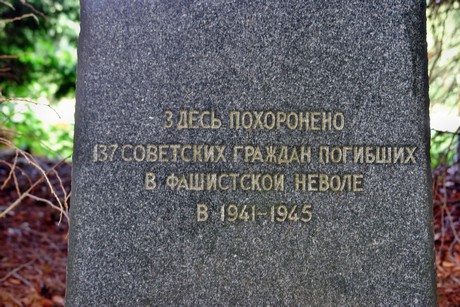 ЗДЕСЬ ПОХОРОНЕНО
137 СОВЕТСКИХ ГРАЖДАН ПОГИБШИХ
В ФАШИСТСКОЙ НЕВОЛЕ
В 1941-1945